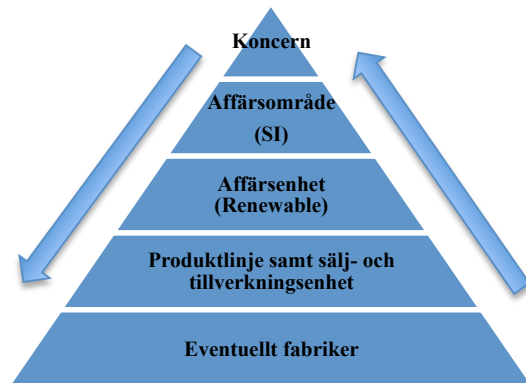 Koncern
Affärsområde
(SI)
Affärsenhet
(Renewable)
Produktlinje samt sälj- och
tillverkningsenhet
Eventuellt fabriker